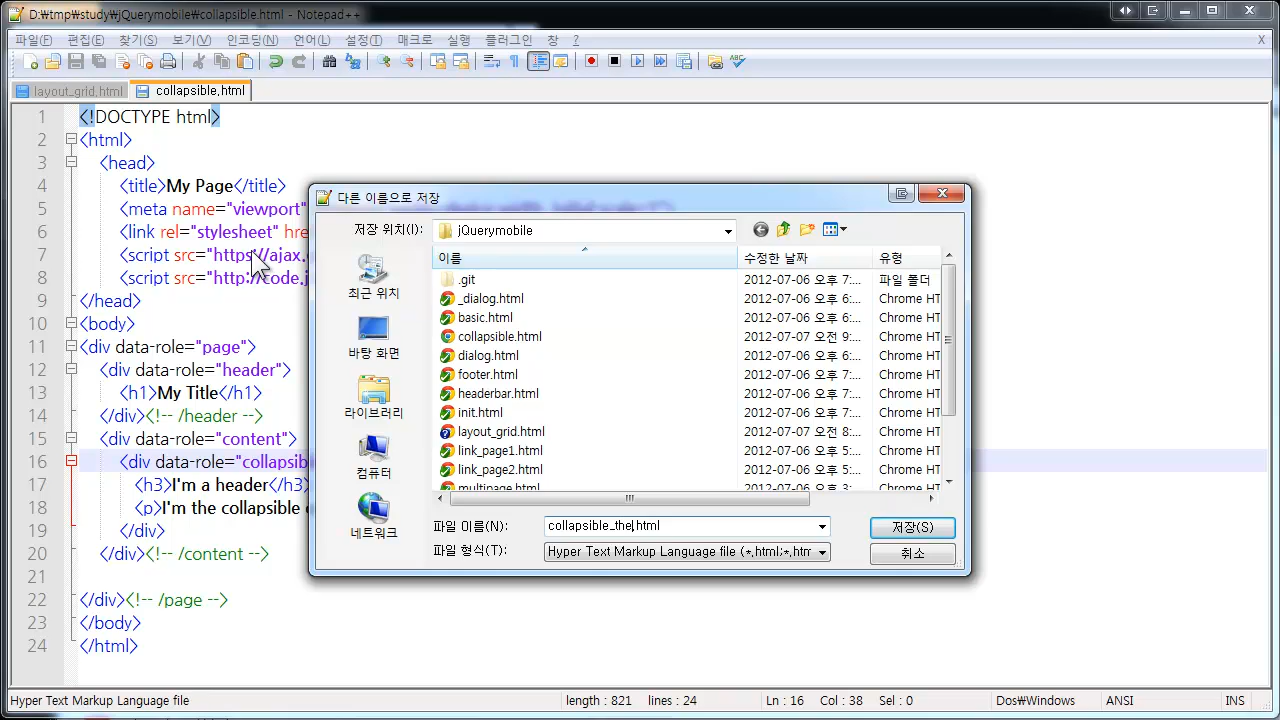 D:₩tmp₩study₩jQuerymobile₩collapsible.html - Notepad++
파일(F) 편집(E) 찾기(S) 보기(V) 인코딩(N) 언어(L) 설정(T) 매크로 실행 플러그인 창 ? X
layout_grid.html collapsible.html
1 <!DOCTYPE html>
2 <html>
3 <head>
4 <title>My Page</title>
5 <meta name="viewport"
6 <link rel="stylesheet" hre
7 <script src="https://ajax.
8 <script src="http://code.j
9 </head>
10 <body>
11 <div data-role="page">
12 <div data-role="header">
13 <h1>My Title</h1>
14 </div><!-- /header -->
15 <div data-role="content">
16 <div data-role="collapsib
17 <h3>I'm a header</h3
18 <p>I'm the collapsible
19 </div>
20 </div><!-- /content -->
21
22 </div><!-- /page -->
23 </body>
24 </html>
다른 이름으로 저장
저장 위치(I): jQuerymobile
이름 수정한 날짜 유형
.git 2012-07-06 오후 7:... 파일 폴더
_dialog.html 2012-07-06 오후 6:... Chrome HT
basic.html 2012-07-06 오후 6:... Chrome HT
collapsible.html 2012-07-07 오전 9:... Chrome HT
dialog.html 2012-07-06 오후 6:... Chrome HT
footer.html 2012-07-06 오후 7:... Chrome HT
headerbar.html 2012-07-06 오후 7:... Chrome HT
init.html 2012-07-06 오후 7:... Chrome HT
layout_grid.html 2012-07-07 오전 8:... Chrome HT
link_page1.html 2012-07-06 오후 5:... Chrome HT
link_page2.html 2012-07-06 오후 5:... Chrome HT
multipage.html 2012-07-06 오후 5:... Chrome HT
최근 위치
바탕 화면
라이브러리
컴퓨터
네트워크
파일 이름(N): collapsible_the.html 저장(S)
파일 형식(T): Hyper Text Markup Language file (*,html;*,htm 취소
Hyper Text Markup Language file length : 821 lines : 24 Ln : 16 Col : 38 Sel : 0 Dos₩Windows ANSI INS